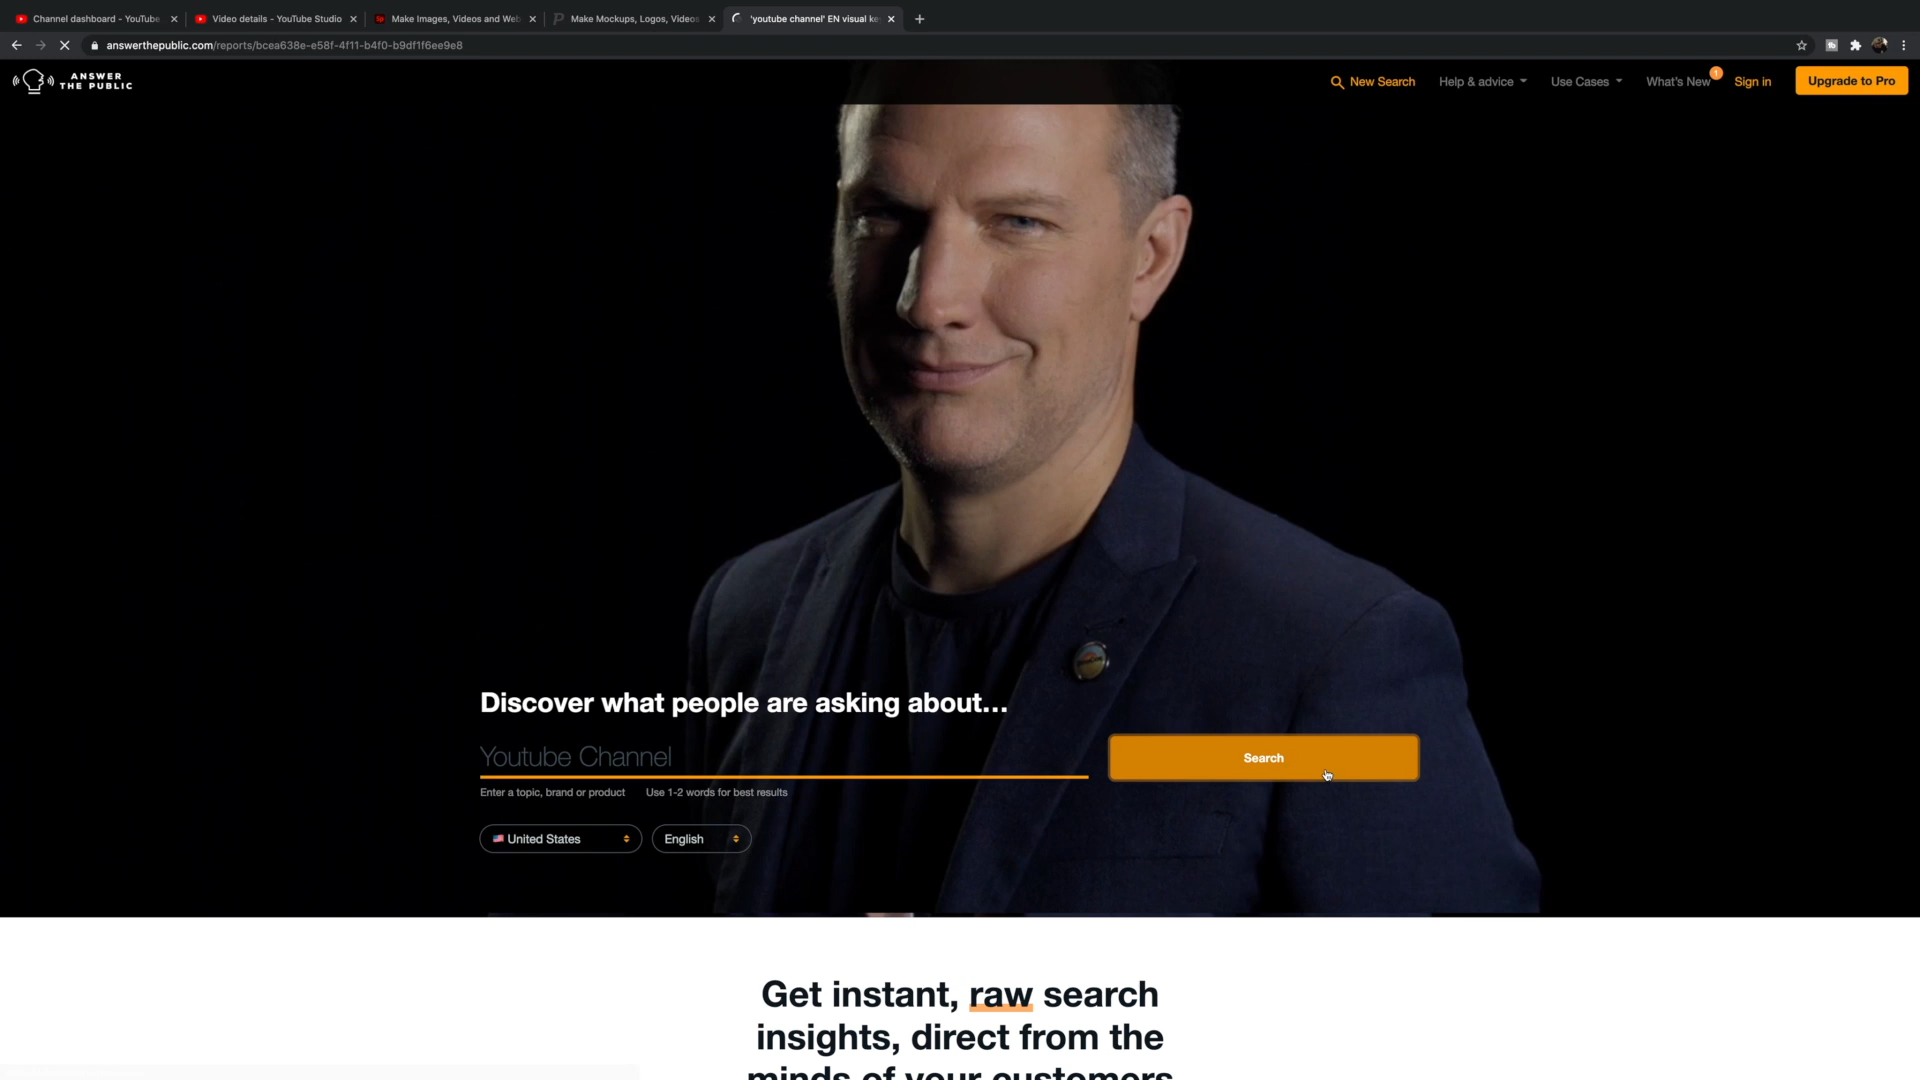 Channel dashboard - YouTube
Video details - YouTube Studio
Make Images, Videos and Web
Make Mockups, Logos, Videos
'youtube channel' EN visual ke
answerthepublic.com/reports/bcea638e-e58f-4f11-b4f0-b9df1f6ee9e8
ANSWER
THE PUBLIC
New Search
Help & advice
Use Cases
What's New
1
Sign in
Upgrade to Pro
Discover what people are asking about...
Youtube Channel
Search
Enter a topic, brand or product
Use 1-2 words for best results
United States
English
Get instant, raw search
insights, direct from the
minds of your customers